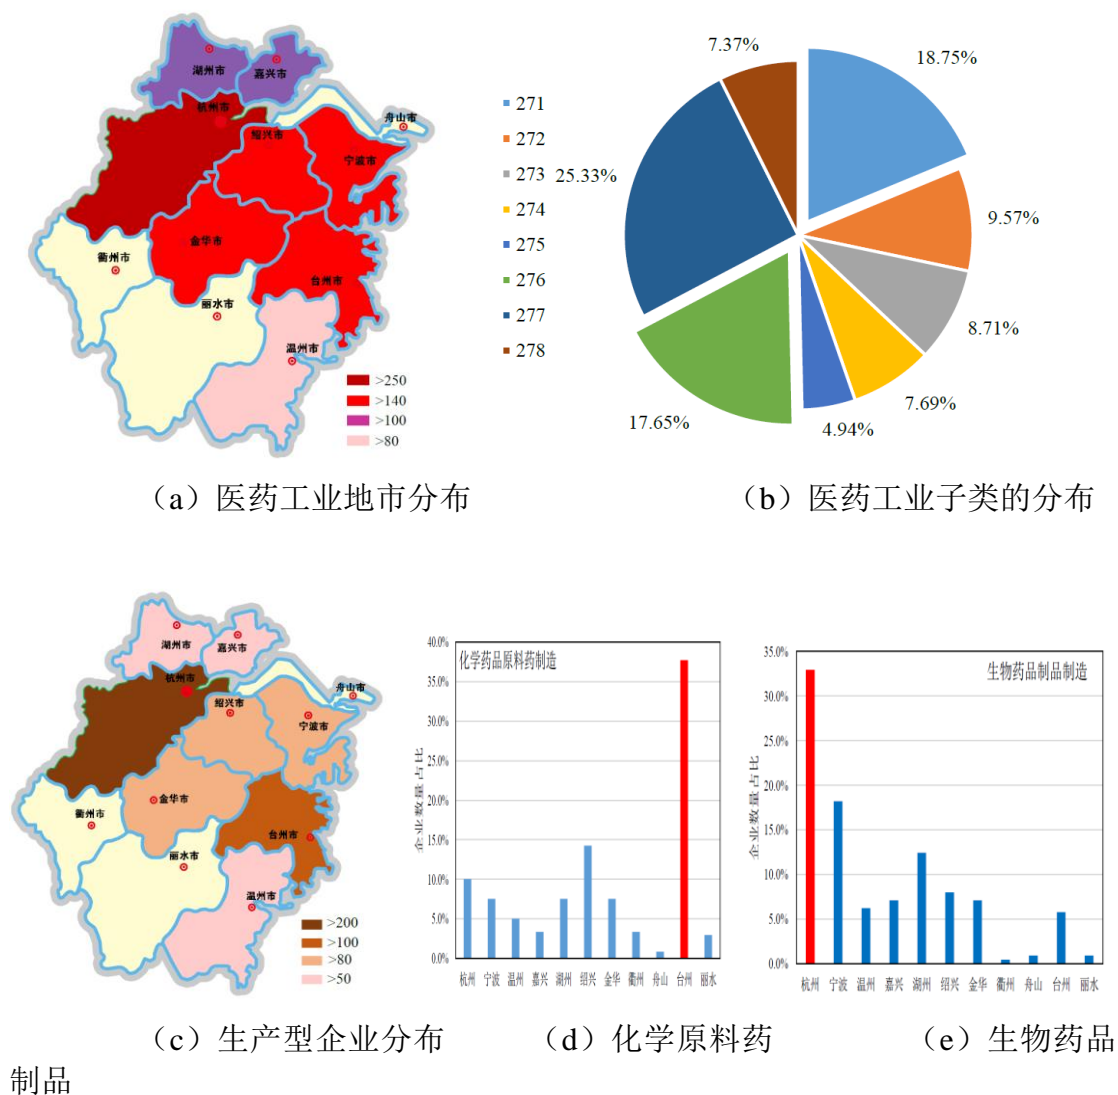 湖州市
嘉兴市
杭州市
舟山市
绍兴市
宁波市
金华市
衢州市
台州市
丽水市
温州市
>250
>140
>100
>80
271
272
273
274
275
276
277
278
7.37%
18.75%
25.33%
9.57%
8.71%
7.69%
4.94%
17.65%
（a）医药工业地市分布
（b）医药工业子类的分布
湖州市
嘉兴市
杭州市
舟山市
绍兴市
宁波市
金华市
衢州市
台州市
丽水市
温州市
>200
>100
>80
>50
化学药品原料药制造
企业数量占比
40.0%
35.0%
30.0%
25.0%
20.0%
15.0%
10.0%
5.0%
0.0%
杭州 宁波 温州 嘉兴 湖州 绍兴 金华 衢州 舟山 台州 丽水
生物药品制品制造
企业数量占比
35.0%
30.0%
25.0%
20.0%
15.0%
10.0%
5.0%
0.0%
杭州 宁波 温州 嘉兴 湖州 绍兴 金华 衢州 舟山 台州 丽水
（c）生产型企业分布
（d）化学原料药
（e）生物药品
制品